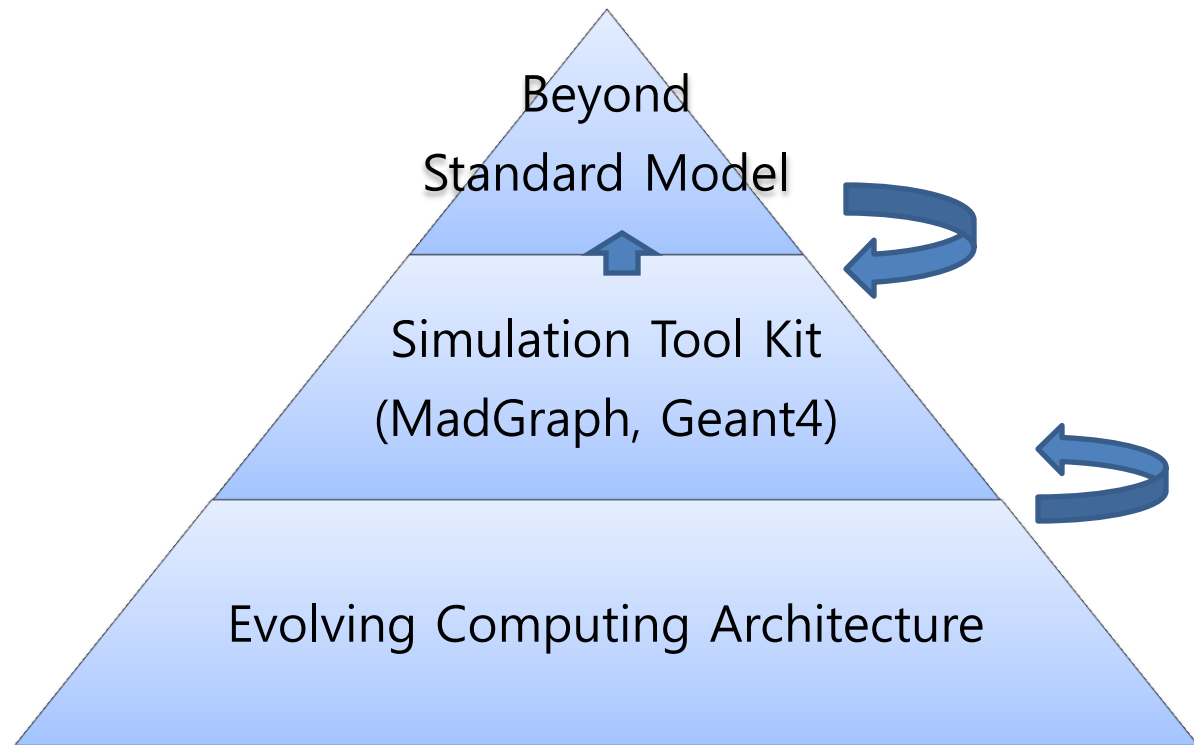 Beyond
Standard Model
Simulation Tool Kit
(MadGraph, Geant4)
Evolving Computing Architecture